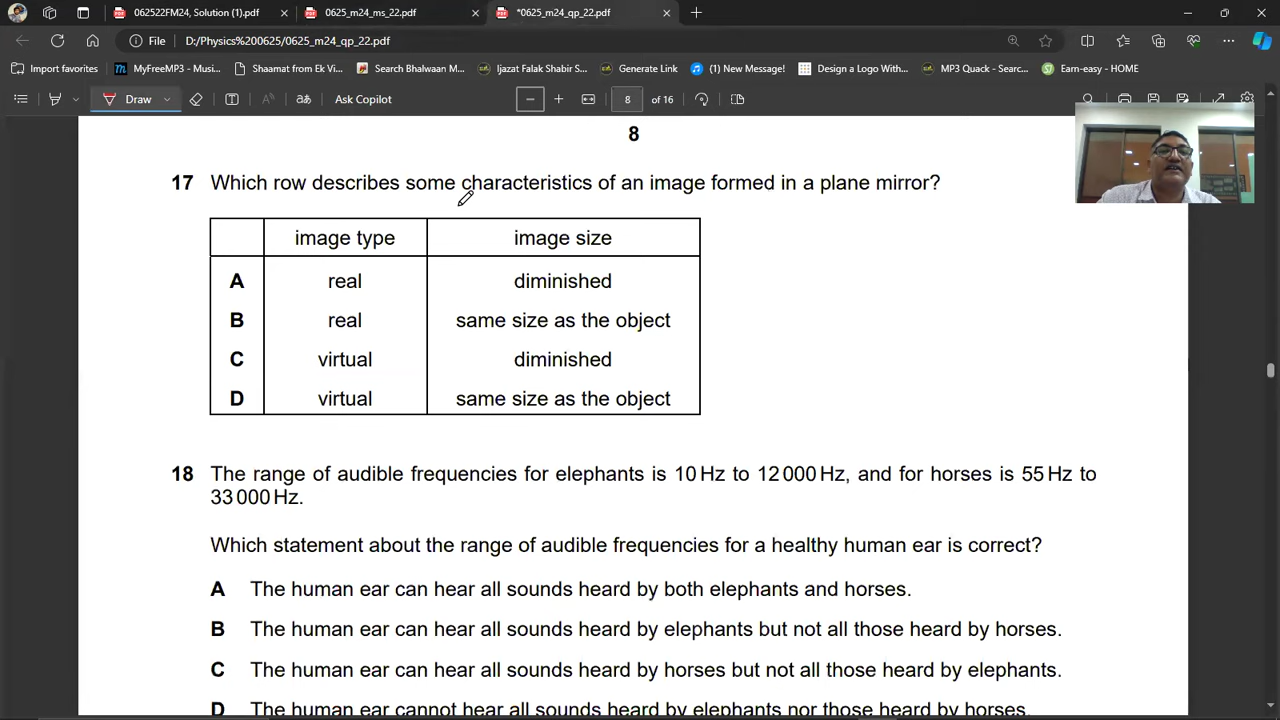 062522FM24, Solution (1).pdf
0625_m24_ms_22.pdf
*0625_m24_qp_22.pdf
File
D:/Physics%200625/0625_m24_qp_22.pdf
Import favorites
MyFreeMP3 - Musi...
Shaamat from Ek Vi...
Search Bhalwaan M...
Ijazat Falak Shabir S...
Generate Link
(1) New Message!
Design a Logo With...
MP3 Quack - Searc...
Earn-easy - HOME
Draw
Ask Copilot
8 of 16
8
17 Which row describes some characteristics of an image formed in a plane mirror?
image type image size
A real diminished
B real same size as the object
C virtual diminished
D virtual same size as the object
18 The range of audible frequencies for elephants is 10 Hz to 12 000 Hz, and for horses is 55 Hz to
33 000 Hz.
Which statement about the range of audible frequencies for a healthy human ear is correct?
A The human ear can hear all sounds heard by both elephants and horses.
B The human ear can hear all sounds heard by elephants but not all those heard by horses.
C The human ear can hear all sounds heard by horses but not all those heard by elephants.
D The human ear cannot hear all sounds heard by elephants nor those heard by horses.